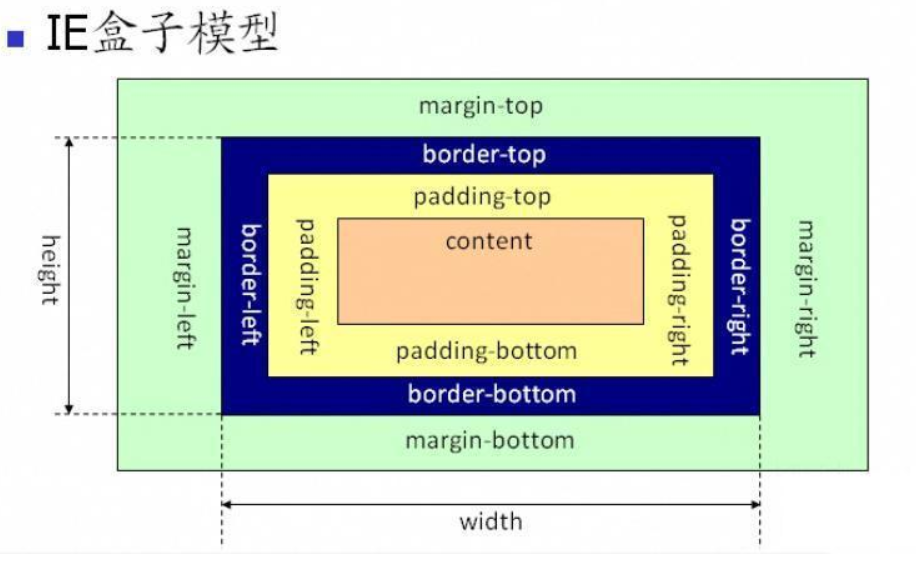 IE盒子模型
margin-top
border-top
padding-top
content
height
margin-left
border-left
padding-left
padding-right
border-right
margin-right
padding-bottom
border-bottom
margin-bottom
width